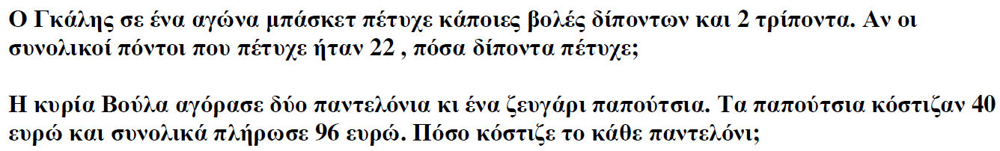 Ο Γκάλης σε ένα αγώνα μπάσκετ πέτυχε κάποιες βολές δίποντων και 2 τρίποντα. Αν οι
συνολικοί πόντοι που πέτυχε ήταν 22 , πόσα δίποντα πέτυχε;
Η κυρία Βούλα αγόρασε δύο παντελόνια κι ένα ζευγάρι παπούτσια. Τα παπούτσια κόστιζαν 40
ευρώ και συνολικά πλήρωσε 96 ευρώ. Πόσο κόστιζε το κάθε παντελόνι;